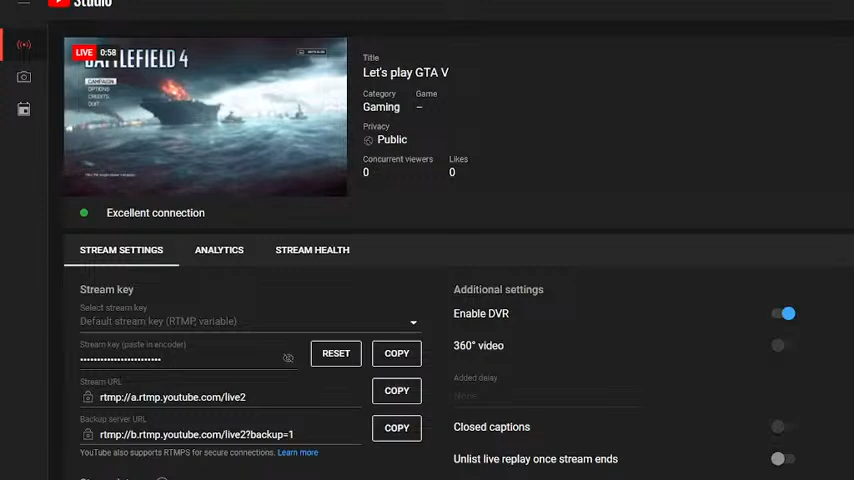 Studio
LIVE 0:58
BATTLEFIELD 4
CAMPAIGN
OPTIONS
CREDITS
QUIT
Title
Let's play GTA V
Category Game
Gaming –
Privacy
Public
Concurrent viewers Likes
0 0
Excellent connection
STREAM SETTINGS ANALYTICS STREAM HEALTH
Stream key
Select stream key
Default stream key (RTMP, variable)
Stream key (paste in encoder)
•••••••••••••••••••••••• RESET COPY
Stream URL
rtmp://a.rtmp.youtube.com/live2 COPY
Backup server URL
rtmp://b.rtmp.youtube.com/live2?backup=1 COPY
YouTube also supports RTMPS for secure connections. Learn more
Additional settings
Enable DVR
360° video
Added delay
None
Closed captions
Unlist live replay once stream ends